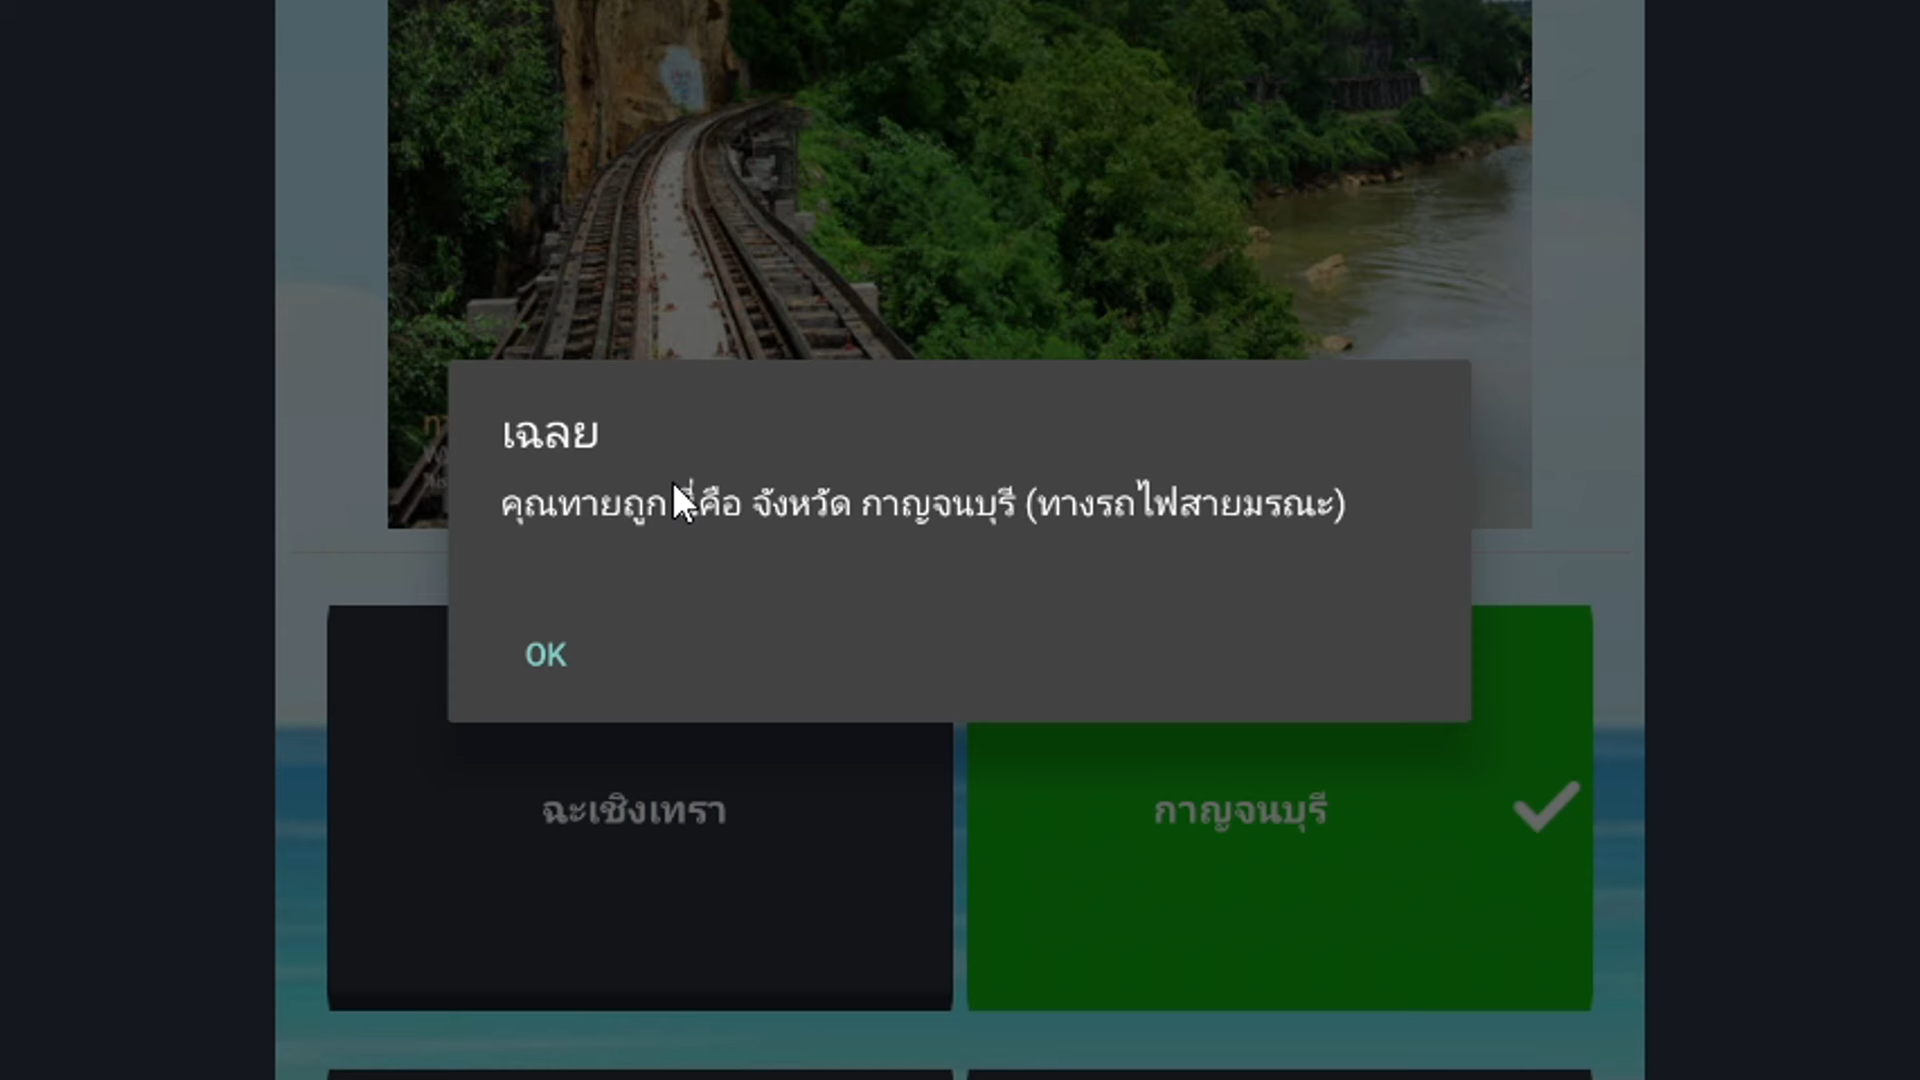 เฉลย
คุณทายถูก คือ จังหวัด กาญจนบุรี (ทางรถไฟสายมรณะ)
OK
ฉะเชิงเทรา
กาญจนบุรี